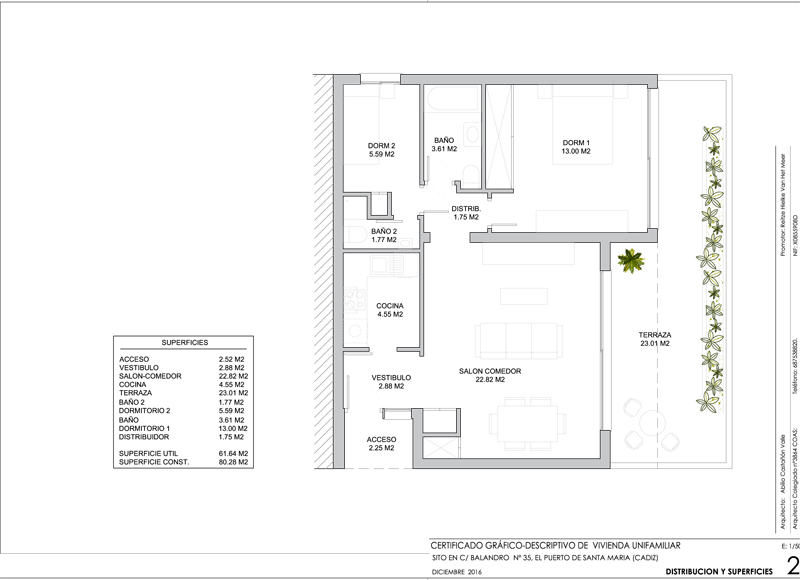 DORM 2
5.59 M2
BAÑO
3.61 M2
DORM 1
13.00 M2
DISTRIB.
1.75 M2
BAÑO 2
1.77 M2
COCINA
4.55 M2
TERRAZA
23.01 M2
SALON COMEDOR
22.82 M2
VESTIBULO
2.88 M2
ACCESO
2.25 M2
SUPERFICIES
ACCESO 2.52 M2
VESTIBULO 2.88 M2
SALON-COMEDOR 22.82 M2
COCINA 4.55 M2
TERRAZA 23.01 M2
BAÑO 2 1.77 M2
DORMITORIO 2 5.59 M2
BAÑO 3.61 M2
DORMITORIO 1 13.00 M2
DISTRIBUIDOR 1.75 M2
SUPERFICIE UTIL 61.64 M2
SUPERFICIE CONST. 80.28 M2
Promotor: Reitze Hielke Van Het Meer
NIF: X0855908D
Arquitecto: Abilio Castañón Valle
Arquitecto Colegiado nº3864 COAS:
Teléfono: 687538820.
CERTIFICADO GRÁFICO-DESCRIPTIVO DE VIVIENDA UNIFAMILIAR
SITO EN C/ BALANDRO Nº 35, EL PUERTO DE SANTA MARIA (CADIZ)
E: 1/50
DICIEMBRE 2016
DISTRIBUCION Y SUPERFICIES
2